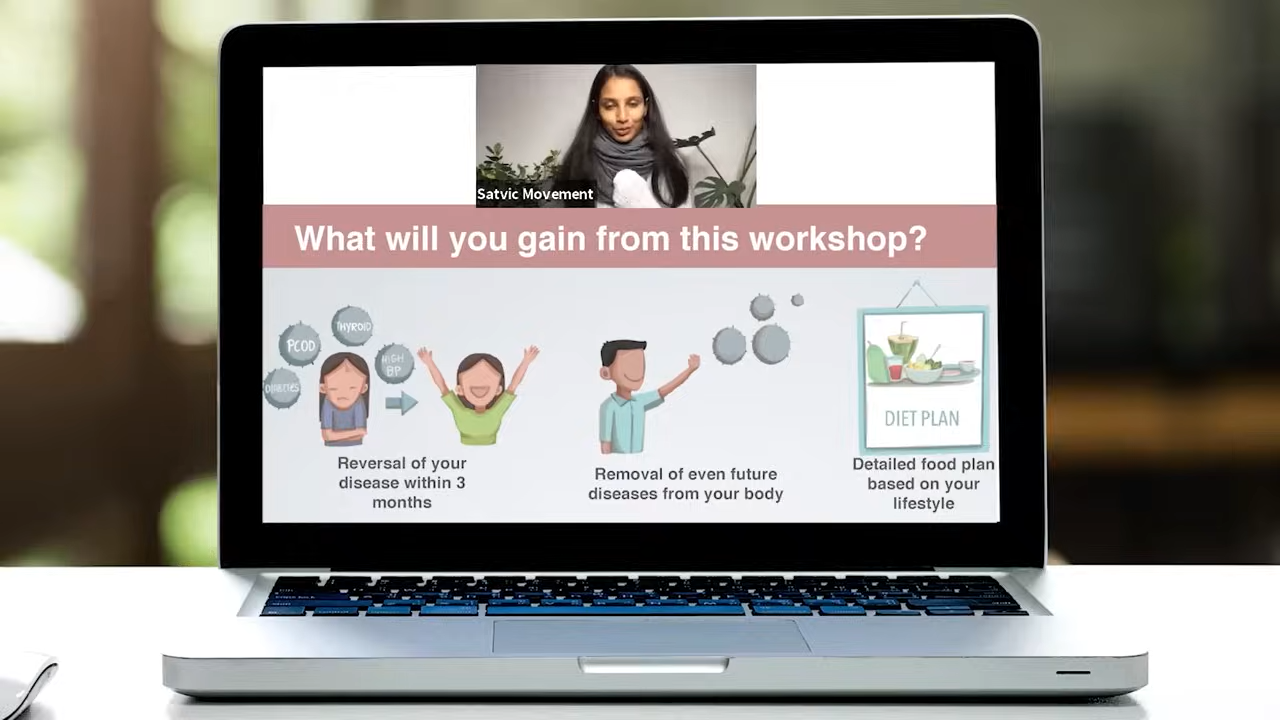 Satvic Movement
What will you gain from this workshop?
THYROID
PCOD
HIGH
BP
DIABETES
DIET PLAN
Reversal of your
disease within 3
months
Removal of even future
diseases from your body
Detailed food plan
based on your
lifestyle